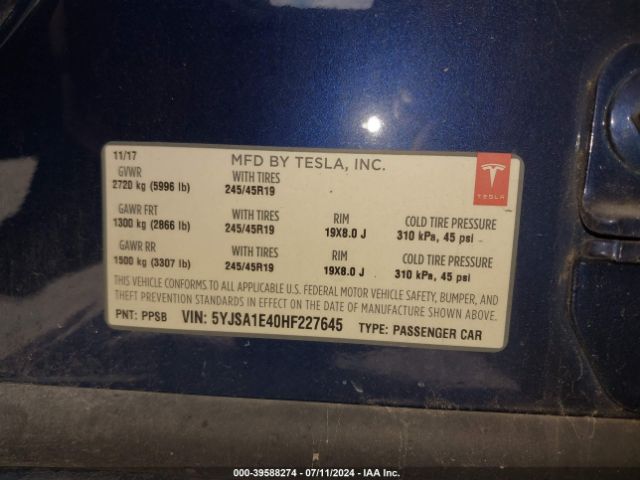 11/17
MFD BY TESLA, INC.
TESLA
GVWR WITH TIRES
2720 kg (5996 lb) 245/45R19
GAWR FRT WITH TIRES RIM COLD TIRE PRESSURE
1300 kg (2866 lb) 245/45R19 19X8.0 J 310 kPa, 45 psi
GAWR RR WITH TIRES RIM COLD TIRE PRESSURE
1500 kg (3307 lb) 245/45R19 19X8.0 J 310 kPa, 45 psi
THIS VEHICLE CONFORMS TO ALL APPLICABLE U.S. FEDERAL MOTOR VEHICLE SAFETY, BUMPER, AND
THEFT PREVENTION STANDARDS IN EFFECT ON THE DATE OF MANUFACTURE SHOWN ABOVE.
PNT: PPSB VIN: 5YJSA1E40HF227645 TYPE: PASSENGER CAR
000-39588274 - 07/11/2024 - IAA Inc.